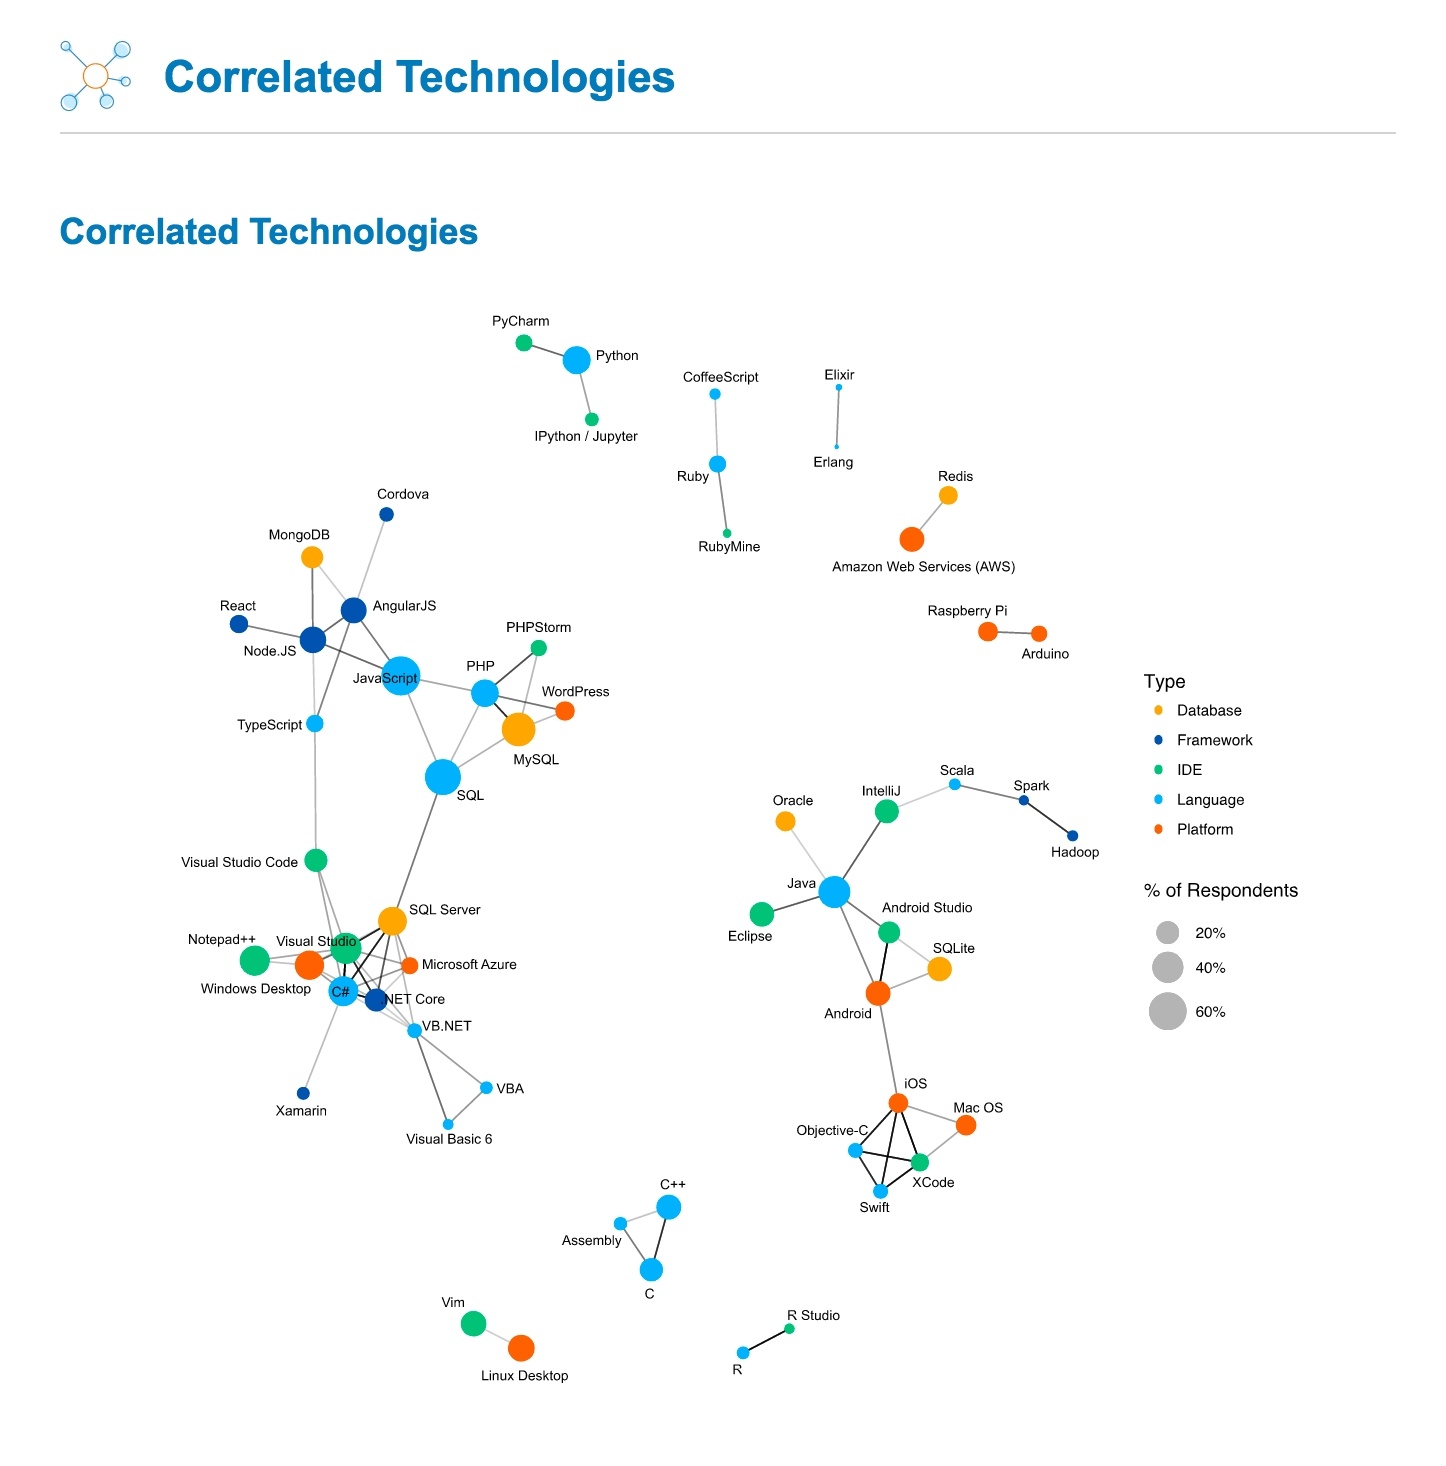 Correlated Technologies
Correlated Technologies
PyCharm
Python
IPython / Jupyter
CoffeeScript
Ruby
RubyMine
Elixir
Erlang
Redis
Amazon Web Services (AWS)
Raspberry Pi
Arduino
Cordova
MongoDB
React
AngularJS
Node.JS
JavaScript
PHP
PHPStorm
WordPress
MySQL
TypeScript
SQL
Visual Studio Code
SQL Server
Notepad++
Visual Studio
Microsoft Azure
Windows Desktop
C#
.NET Core
VB.NET
VBA
Xamarin
Visual Basic 6
Type
Database
Framework
IDE
Language
Platform
% of Respondents
20%
40%
60%
Scala
Spark
IntelliJ
Oracle
Hadoop
Java
Android Studio
Eclipse
SQLite
Android
iOS
Mac OS
Objective-C
XCode
Swift
C++
Assembly
C
Vim
Linux Desktop
R Studio
R